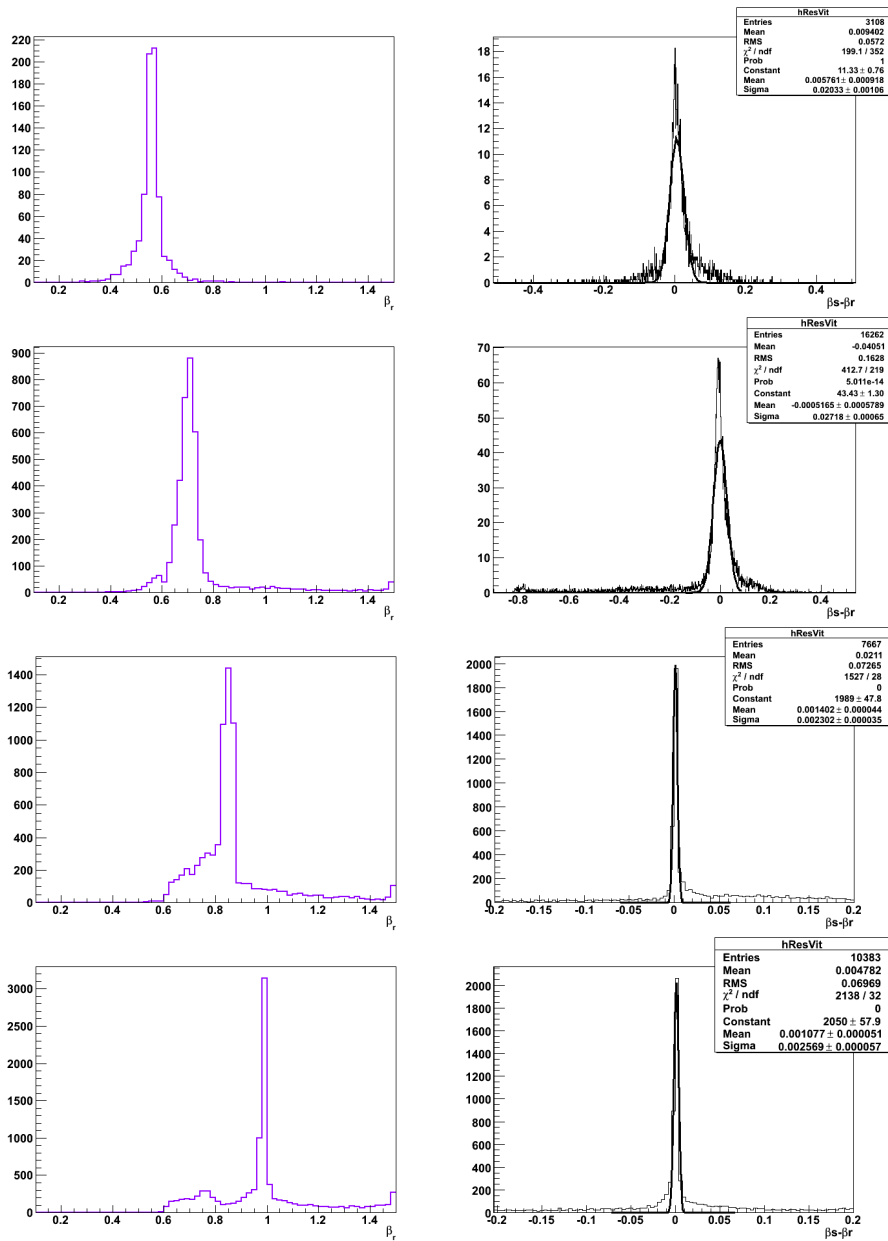 220
200
180
160
140
120
100
80
60
40
20
0
0.2 0.4 0.6 0.8 1 1.2 1.4
βr
hResVit
Entries 3108
Mean 0.009402
RMS 0.0572
χ² / ndf 199.1 / 352
Prob 1
Constant 11.33 ± 0.76
Mean 0.005761 ± 0.000918
Sigma 0.02033 ± 0.00106
18
16
14
12
10
8
6
4
2
0
-0.4 -0.2 0 0.2 0.4
βs-βr
900
800
700
600
500
400
300
200
100
0
0.2 0.4 0.6 0.8 1 1.2 1.4
βr
hResVit
Entries 16262
Mean -0.04051
RMS 0.1628
χ² / ndf 412.7 / 219
Prob 5.011e-14
Constant 43.43 ± 1.30
Mean -0.0005165 ± 0.0005789
Sigma 0.02718 ± 0.00065
70
60
50
40
30
20
10
0
-0.8 -0.6 -0.4 -0.2 0 0.2 0.4
βs-βr
1400
1200
1000
800
600
400
200
0
0.2 0.4 0.6 0.8 1 1.2 1.4
βr
hResVit
Entries 7667
Mean 0.0211
RMS 0.07265
χ² / ndf 1527 / 28
Prob 0
Constant 1989 ± 47.8
Mean 0.001402 ± 0.000044
Sigma 0.002302 ± 0.000035
2000
1800
1600
1400
1200
1000
800
600
400
200
0
-0.2 -0.15 -0.1 -0.05 0 0.05 0.1 0.15 0.2
βs-βr
3000
2500
2000
1500
1000
500
0
0.2 0.4 0.6 0.8 1 1.2 1.4
βr
hResVit
Entries 10383
Mean 0.004782
RMS 0.06969
χ² / ndf 2138 / 32
Prob 0
Constant 2050 ± 57.9
Mean 0.001077 ± 0.000051
Sigma 0.002569 ± 0.000057
2000
1800
1600
1400
1200
1000
800
600
400
200
0
-0.2 -0.15 -0.1 -0.05 0 0.05 0.1 0.15 0.2
βs-βr